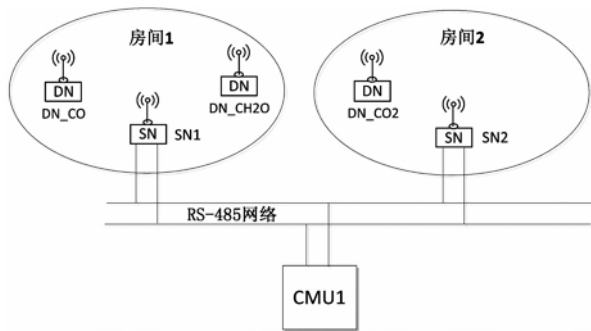 房间1
房间2
DN
DN
DN
DN_CO
DN_CH2O
DN_CO2
SN
SN1
SN
SN2
RS-485网络
CMU1